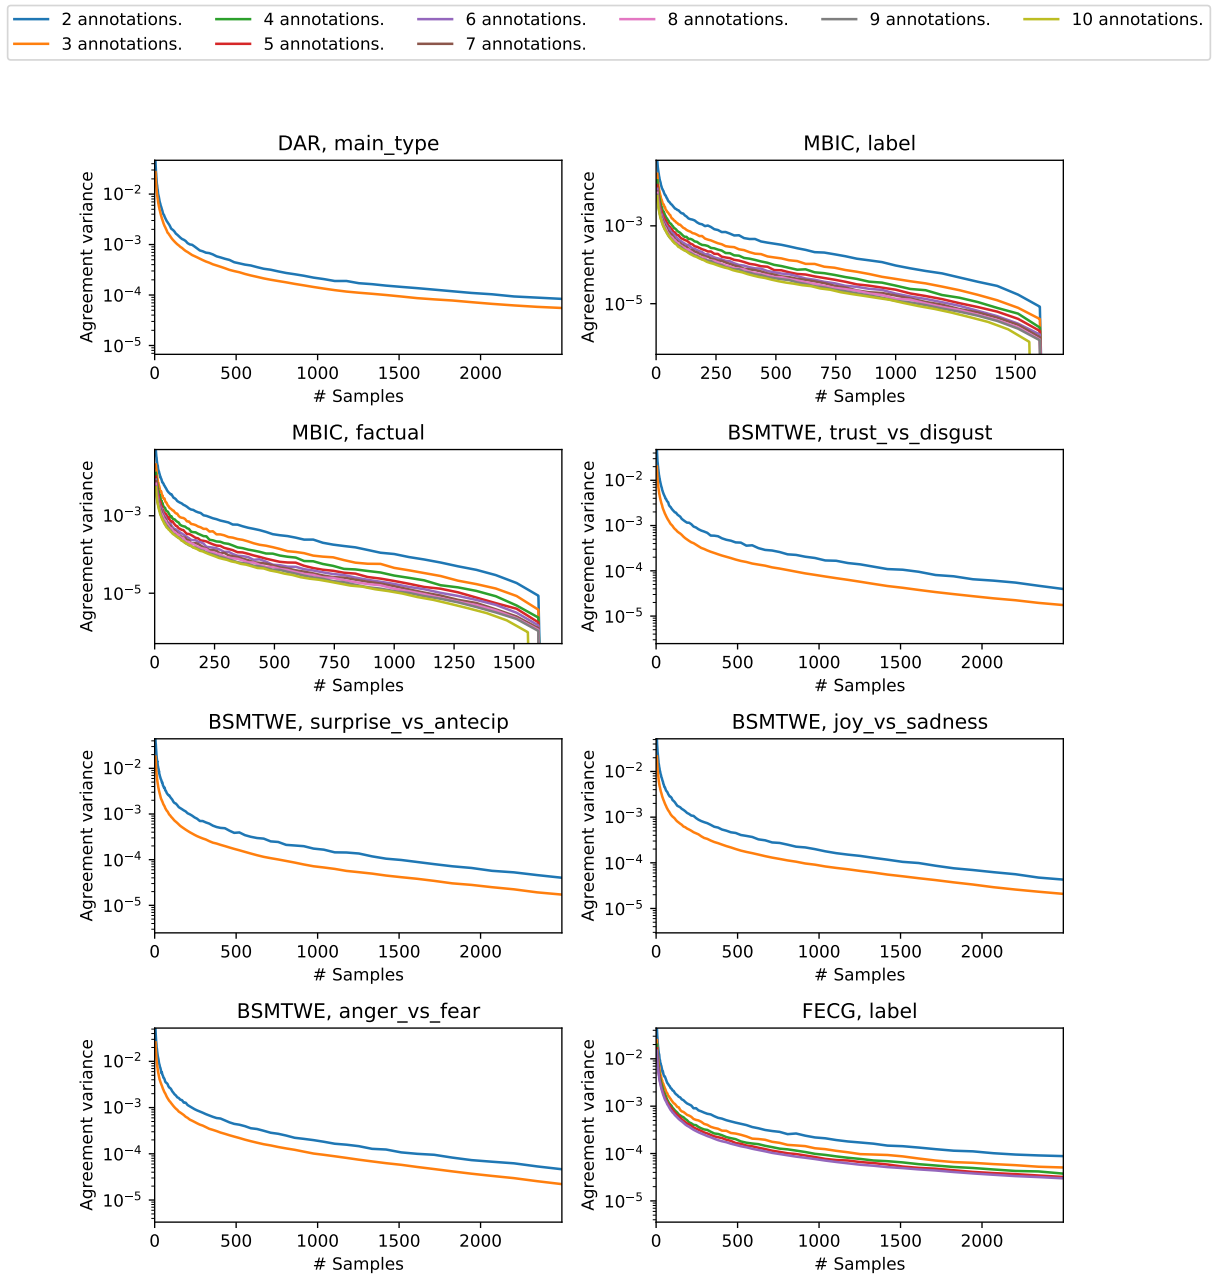 2 annotations. 4 annotations. 6 annotations. 8 annotations. 9 annotations. 10 annotations.
3 annotations. 5 annotations. 7 annotations.
DAR, main_type
Agreement variance
10⁻²
10⁻³
10⁻⁴
10⁻⁵
0 500 1000 1500 2000
# Samples
MBIC, label
Agreement variance
10⁻³
10⁻⁵
0 250 500 750 1000 1250 1500
# Samples
MBIC, factual
Agreement variance
10⁻³
10⁻⁵
0 250 500 750 1000 1250 1500
# Samples
BSMTWE, trust_vs_disgust
Agreement variance
10⁻²
10⁻³
10⁻⁴
10⁻⁵
0 500 1000 1500 2000
# Samples
BSMTWE, surprise_vs_antecip
Agreement variance
10⁻²
10⁻³
10⁻⁴
10⁻⁵
0 500 1000 1500 2000
# Samples
BSMTWE, joy_vs_sadness
Agreement variance
10⁻²
10⁻³
10⁻⁴
10⁻⁵
0 500 1000 1500 2000
# Samples
BSMTWE, anger_vs_fear
Agreement variance
10⁻²
10⁻³
10⁻⁴
10⁻⁵
0 500 1000 1500 2000
# Samples
FECG, label
Agreement variance
10⁻²
10⁻³
10⁻⁴
10⁻⁵
0 500 1000 1500 2000
# Samples